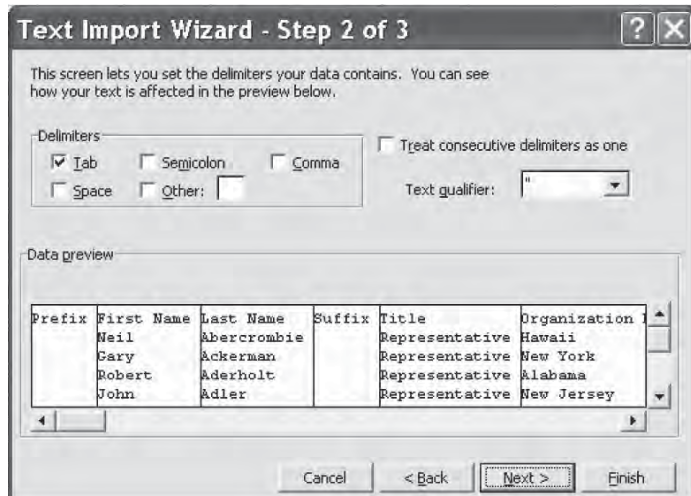 Text Import Wizard - Step 2 of 3
? X
This screen lets you set the delimiters your data contains. You can see
how your text is affected in the preview below.
Delimiters
Tab Semicolon Comma
Space Other:
Treat consecutive delimiters as one
Text qualifier: "
Data preview
Prefix First Name Last Name Suffix Title Organization
Neil Abercrombie Representative Hawaii
Gary Ackerman Representative New York
Robert Aderholt Representative Alabama
John Adler Representative New Jersey
Cancel < Back Next > Finish